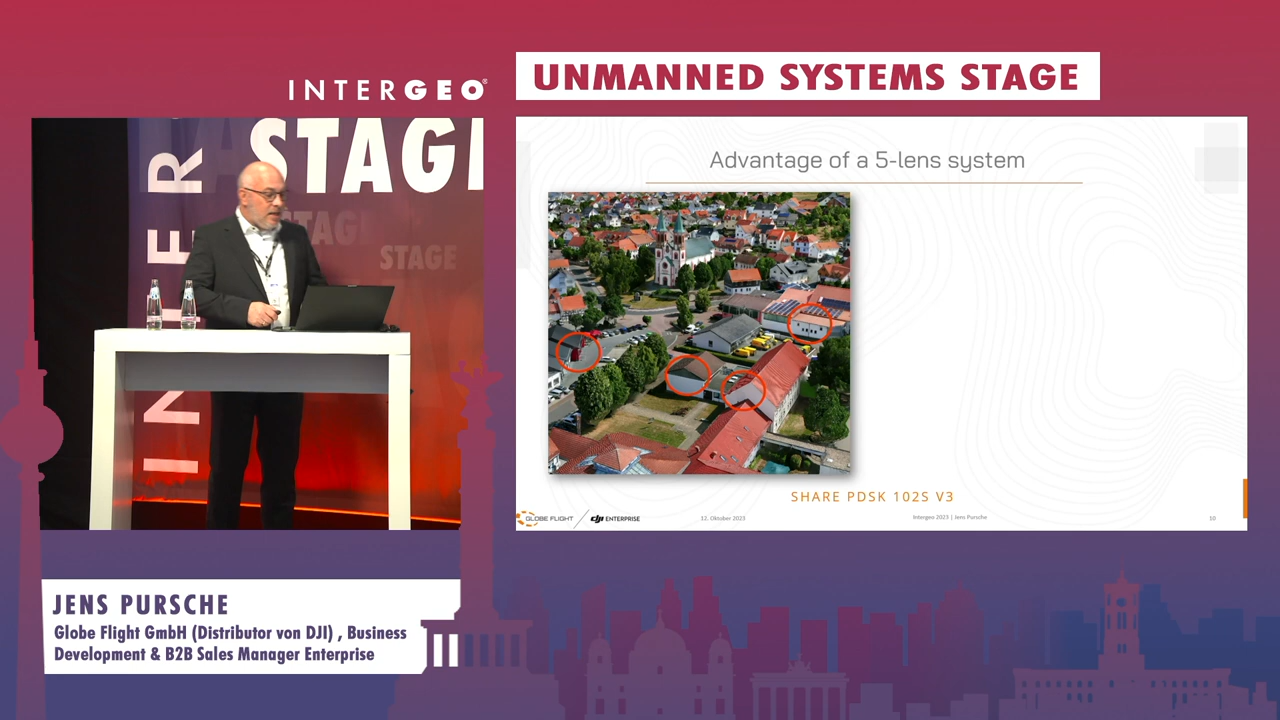 INTERGEO®
UNMANNED SYSTEMS STAGE
STAGE
INTER
STAGE
Advantage of a 5-lens system
SHARE PDSK 102S V3
GLOBE FLIGHT
dji ENTERPRISE
12. Oktober 2023
Intergeo 2023 | Jens Pursche
10
JENS PURSCHE
Globe Flight GmbH (Distributor von DJI) , Business
Development & B2B Sales Manager Enterprise